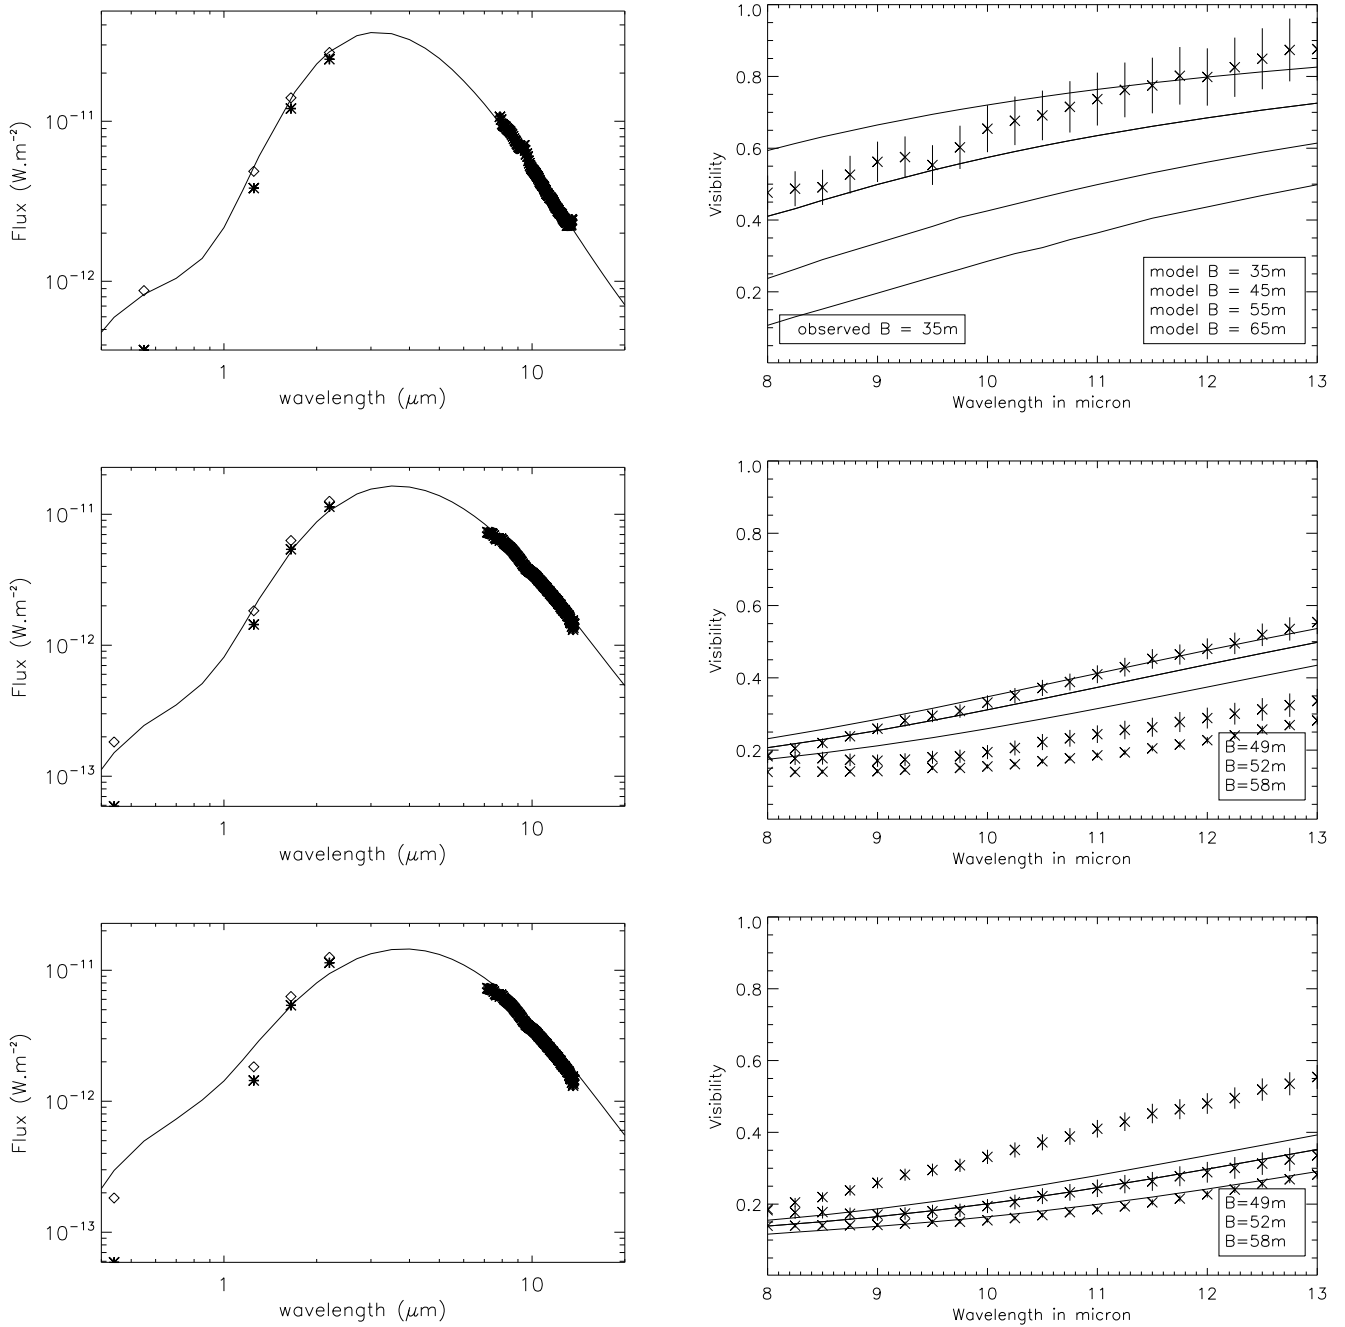 10⁻¹¹
10⁻¹²
Flux (W.m⁻²)
1
10
wavelength (μm)
1.0
0.8
0.6
0.4
0.2
Visibility
model B = 35m
model B = 45m
model B = 55m
model B = 65m
observed B = 35m
8
9
10
11
12
13
Wavelength in micron
10⁻¹¹
10⁻¹²
10⁻¹³
Flux (W.m⁻²)
1
10
wavelength (μm)
1.0
0.8
0.6
0.4
0.2
Visibility
B=49m
B=52m
B=58m
8
9
10
11
12
13
Wavelength in micron
10⁻¹¹
10⁻¹²
10⁻¹³
Flux (W.m⁻²)
1
10
wavelength (μm)
1.0
0.8
0.6
0.4
0.2
Visibility
B=49m
B=52m
B=58m
8
9
10
11
12
13
Wavelength in micron